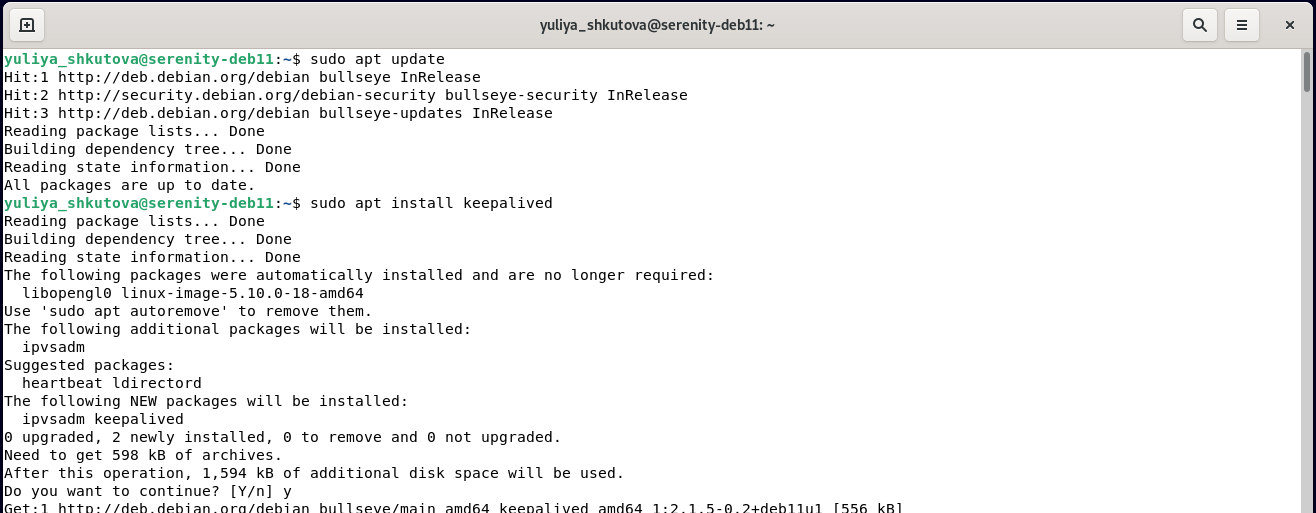 yuliya_shkutova@serenity-deb11: ~
yuliya_shkutova@serenity-deb11:~$ sudo apt update
Hit:1 http://deb.debian.org/debian bullseye InRelease
Hit:2 http://security.debian.org/debian-security bullseye-security InRelease
Hit:3 http://deb.debian.org/debian bullseye-updates InRelease
Reading package lists... Done
Building dependency tree... Done
Reading state information... Done
All packages are up to date.
yuliya_shkutova@serenity-deb11:~$ sudo apt install keepalived
Reading package lists... Done
Building dependency tree... Done
Reading state information... Done
The following packages were automatically installed and are no longer required:
  libopengl0 linux-image-5.10.0-18-amd64
Use 'sudo apt autoremove' to remove them.
The following additional packages will be installed:
  ipvsadm
Suggested packages:
  heartbeat ldirectord
The following NEW packages will be installed:
  ipvsadm keepalived
0 upgraded, 2 newly installed, 0 to remove and 0 not upgraded.
Need to get 598 kB of archives.
After this operation, 1,594 kB of additional disk space will be used.
Do you want to continue? [Y/n] y
Get:1 http://deb.debian.org/debian bullseye/main amd64 keepalived amd64 1:2.1.5-0.2+deb11u1 [556 kB]